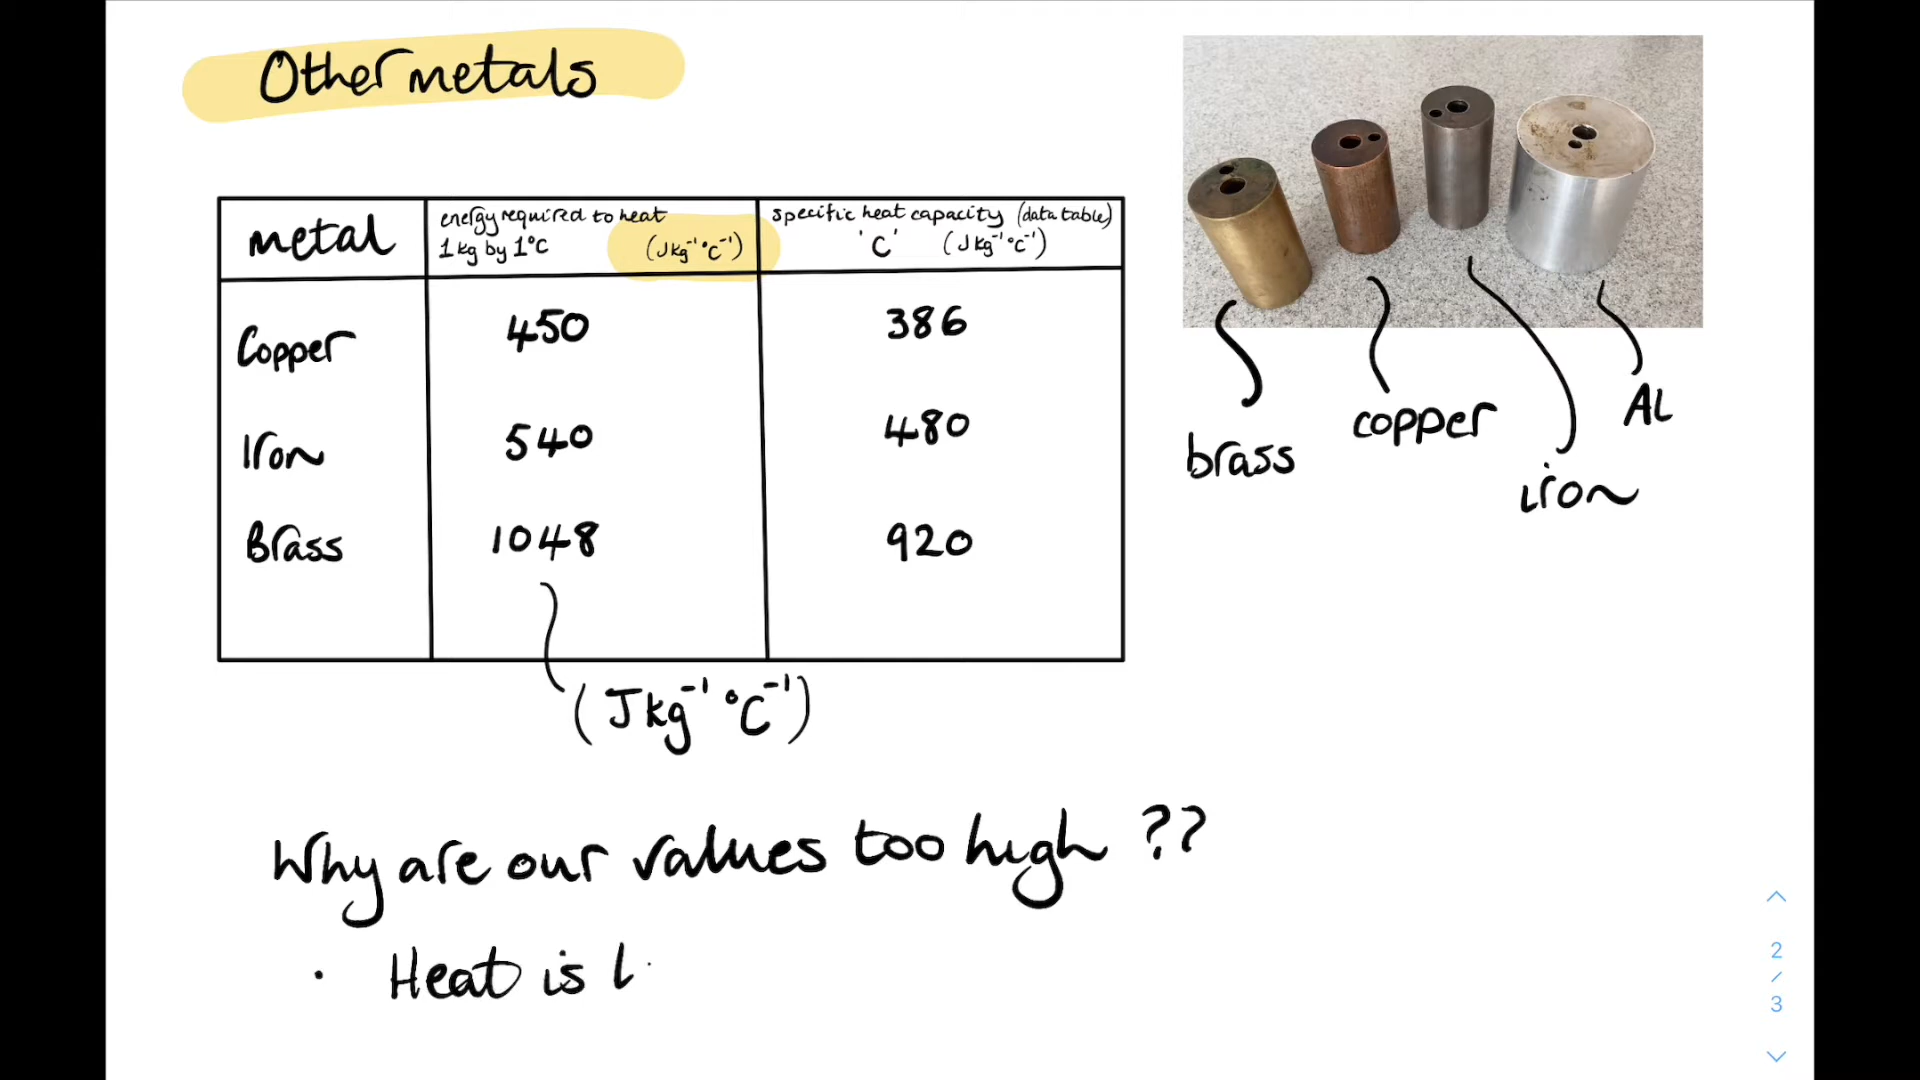 Other metals
metal
energy required to heat
1kg by 1°C (Jkg⁻¹°C⁻¹)
specific heat capacity (data table)
'C' (Jkg⁻¹°C⁻¹)
Copper 450 386
Iron 540 480
Brass 1048 920
(Jkg⁻¹°C⁻¹)
brass
copper
iron
AL
Why are our values too high ??
· Heat is l
2
/
3